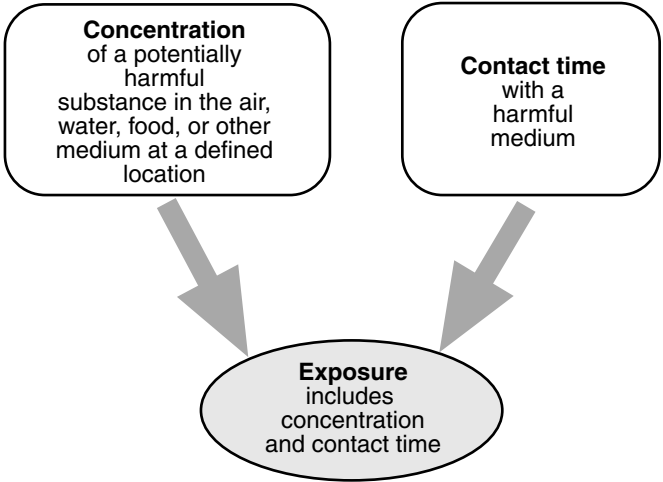 Concentration
of a potentially
harmful
substance in the air,
water, food, or other
medium at a defined
location
Contact time
with a
harmful
medium
Exposure
includes
concentration
and contact time